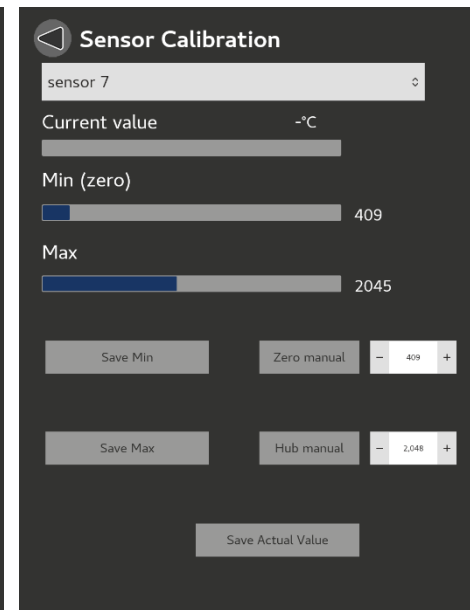 Sensor Calibration
sensor 7
Current value -°C
Min (zero)
409
Max
2045
Save Min Zero manual − 409 +
Save Max Hub manual − 2,048 +
Save Actual Value